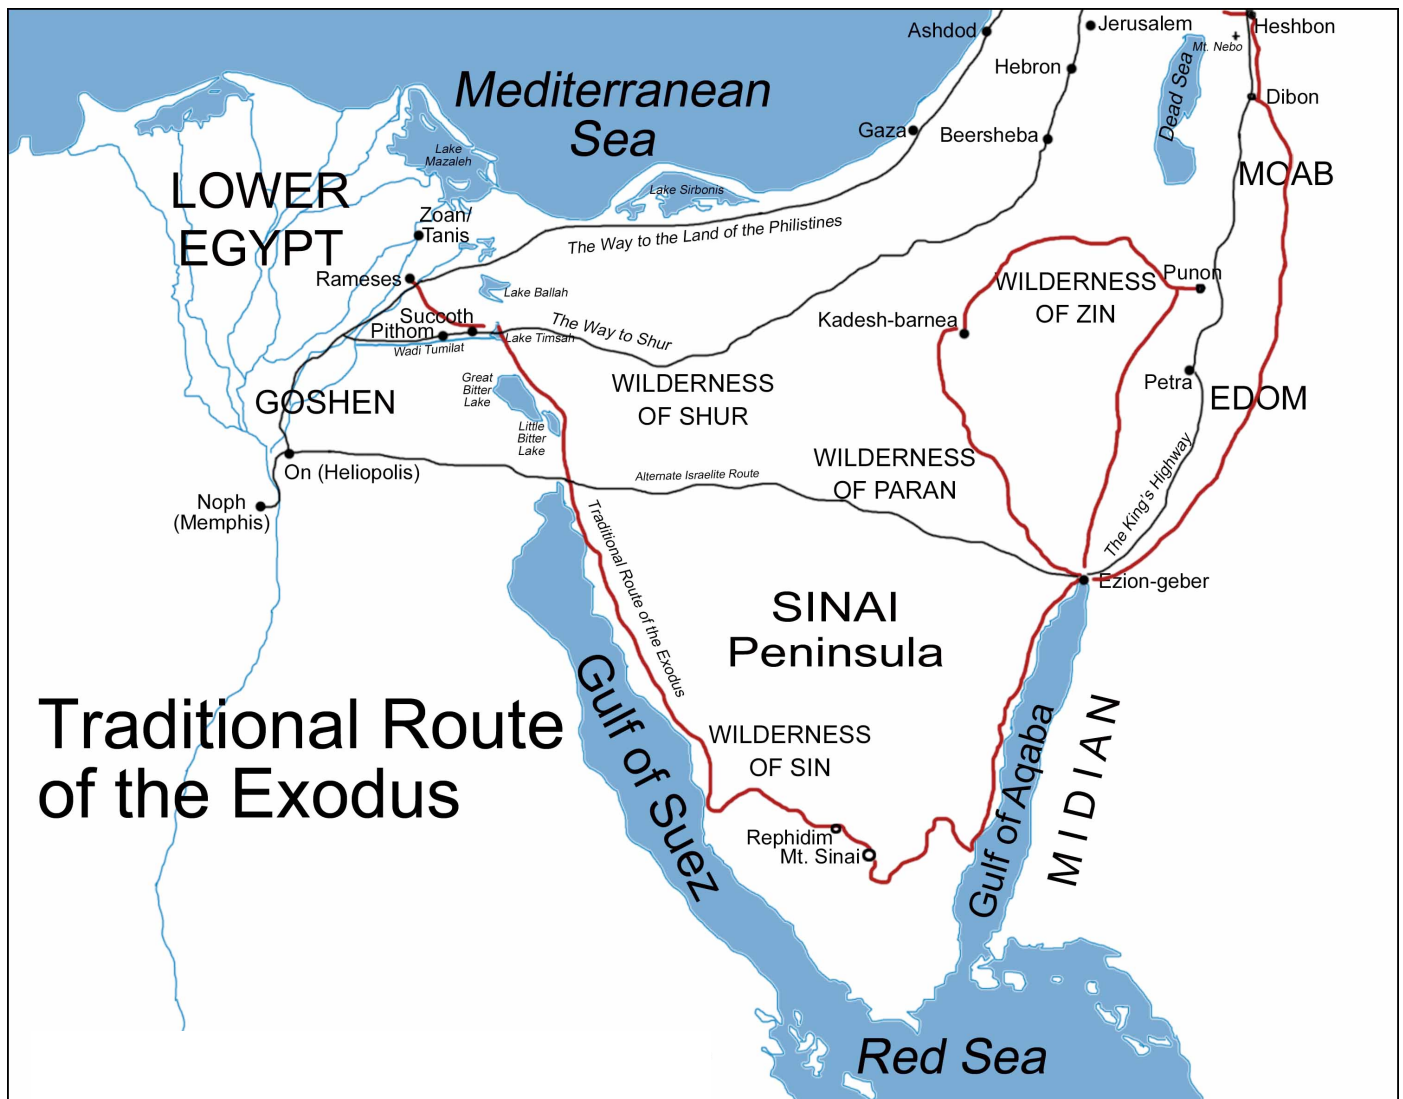 Ashdod
Jerusalem
Heshbon
Mt. Nebo
Hebron
Dead Sea
Mediterranean
Sea
Dibon
Gaza
Beersheba
Lake
Mazaleh
MOAB
LOWER
EGYPT
Lake Sirbonis
Zoan/
Tanis
The Way to the Land of the Philistines
Rameses
Lake Ballah
WILDERNESS
OF ZIN
Punon
Succoth
Pithom
Kadesh-barnea
The Way to Shur
Lake Timsah
Wadi Tumilat
Great
Bitter
Lake
WILDERNESS
OF SHUR
Petra
EDOM
GOSHEN
Little
Bitter
Lake
WILDERNESS
OF PARAN
On (Heliopolis)
Alternate Israelite Route
The King's Highway
Noph
(Memphis)
Traditional Route of the Exodus
Ezion-geber
SINAI
Peninsula
Gulf of Suez
Gulf of Aqaba
MIDIAN
Traditional Route
of the Exodus
WILDERNESS
OF SIN
Rephidim
Mt. Sinai
Red Sea